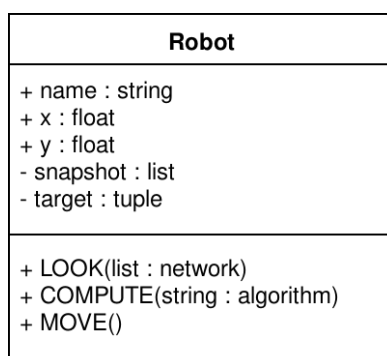 Robot
+ name : string
+ x : float
+ y : float
- snapshot : list
- target : tuple
+ LOOK(list : network)
+ COMPUTE(string : algorithm)
+ MOVE()